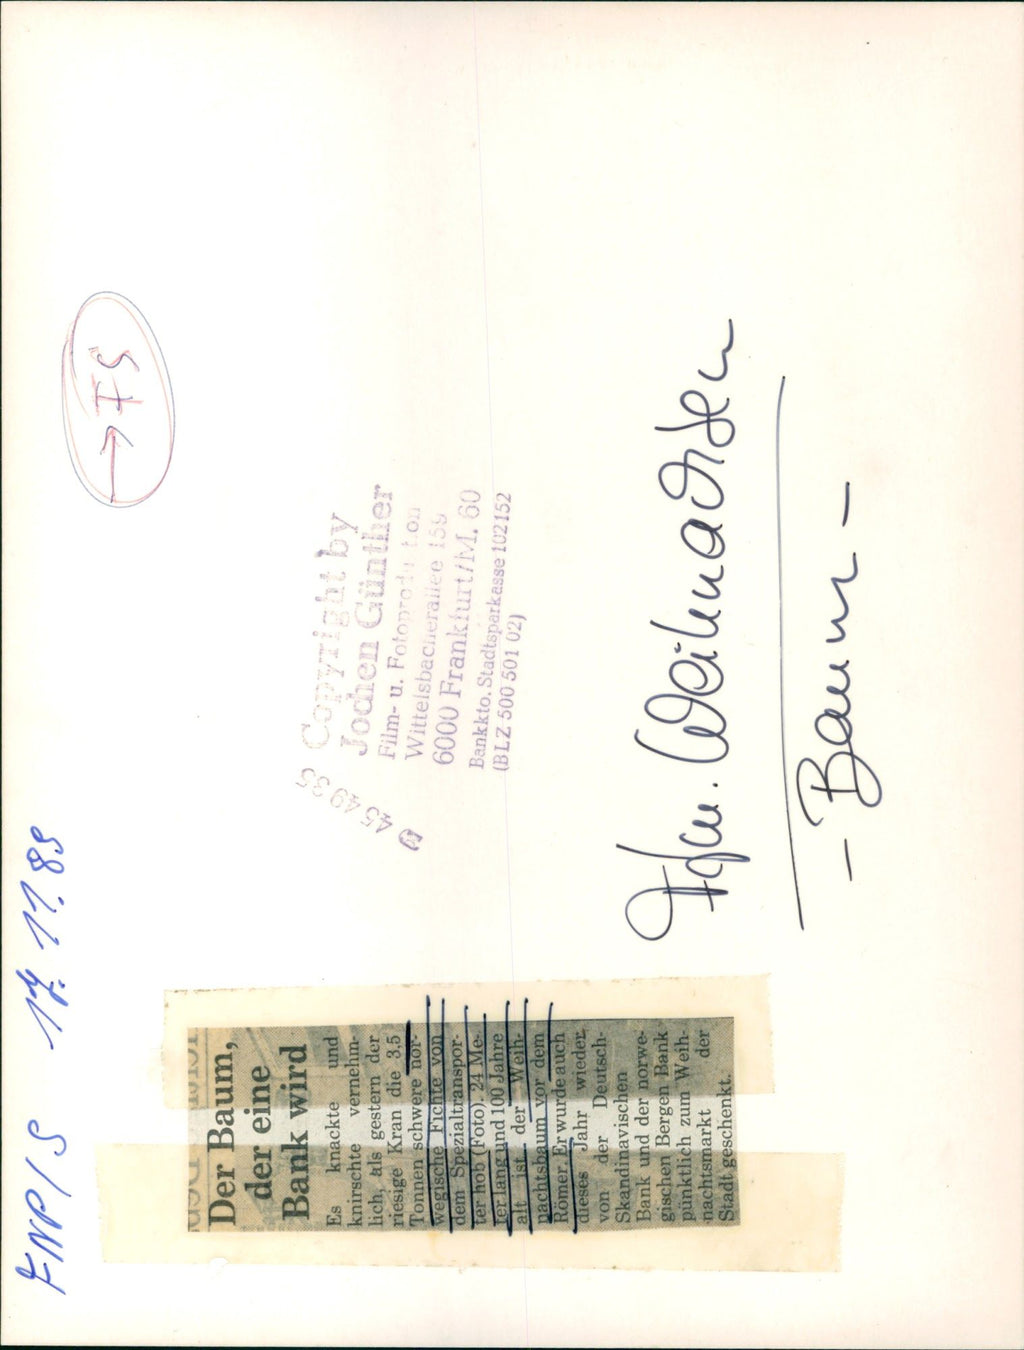 FNP/S 17.11.89
→ FS
Der Baum,
der eine
Bank wird
Es knackte und
knirschte vernehm-
lich, als gestern der
riesige Kran die 3,5
Tonnen schwere nor-
wegische Fichte von
dem Spezialtranspor-
ter hob (Foto). 24 Me-
ter lang und 100 Jahre
alt ist der Weih-
nachtsbaum vor dem
Römer. Er wurde auch
dieses Jahr wieder
von der Deutsch-
Skandinavischen
Bank und der norwe-
gischen Bergen Bank
pünktlich zum Weih-
nachtsmarkt der
Stadt geschenkt.
Copyright by
Jochen Günther
Film- u. Fotoproduktion
Wittelsbacherallee 159
6000 Frankfurt/M. 60
Bankkto. Stadtsparkasse 102152
(BLZ 500 501 02)
45 49 35
Weihnachten
- Baum -